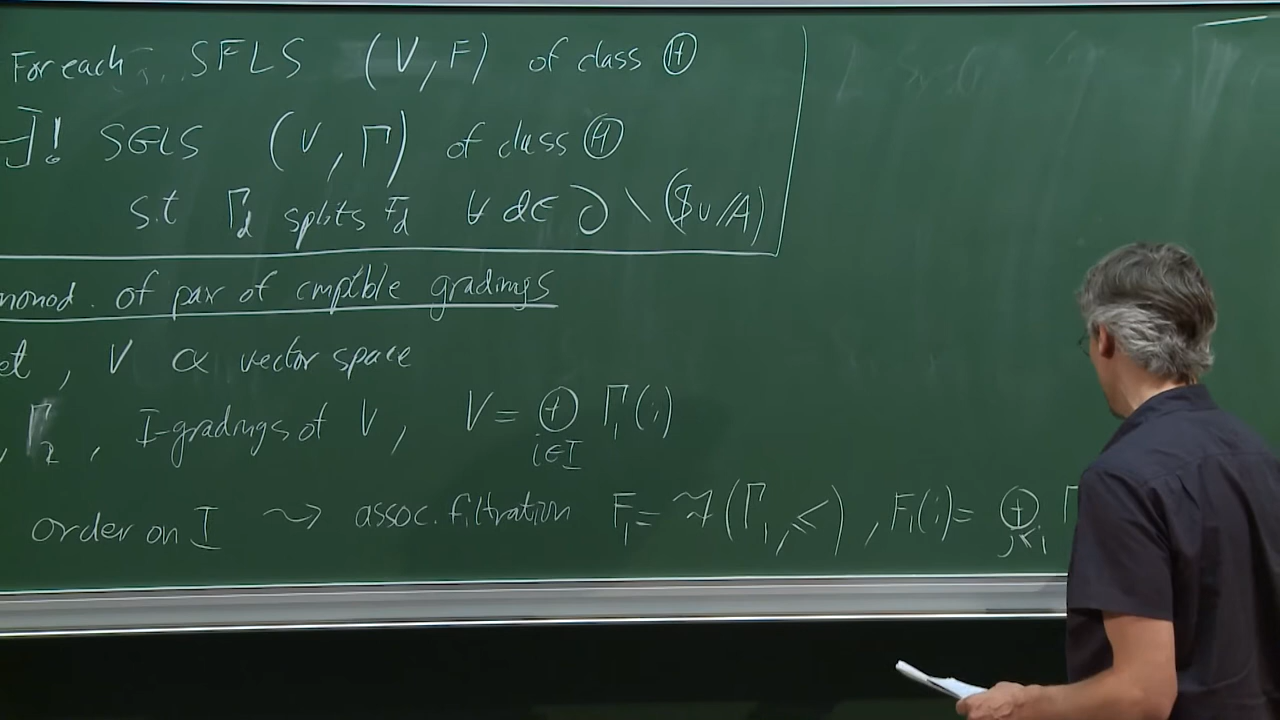 For each SFLS (V, F) of class Ⓗ
∃! SGLS (V, Γ) of class Ⓗ
s.t Γ_d splits F_d ∀ d∈ ∂ \ ($ν/A)
monod. of pair of cmptble gradings
et, V a vector space
, Γ_2, I-gradings of V, V = ⊕_{i∈I} Γ_1(i)
order on I ⇝ assoc. filtration F_1 = ℱ(Γ_1, ≤), F_1(i) = ⊕_{j≤i} Γ